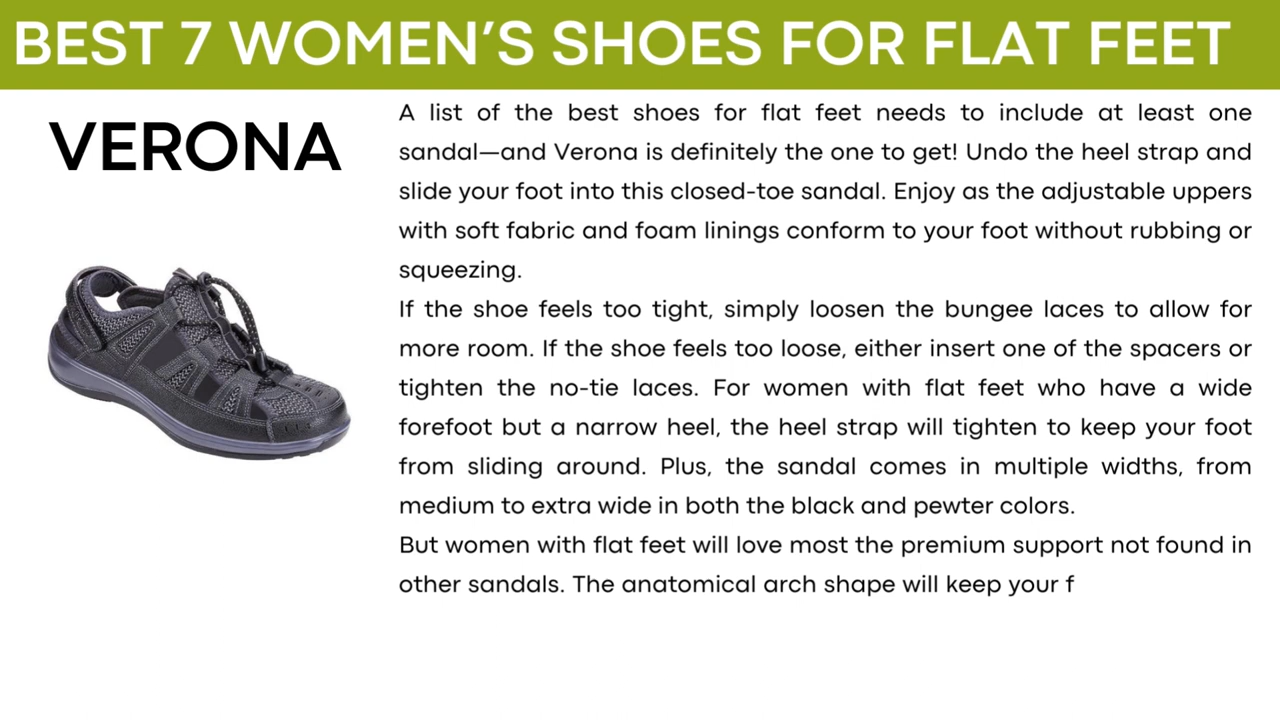 BEST 7 WOMEN’S SHOES FOR FLAT FEET
VERONA
A list of the best shoes for flat feet needs to include at least one
sandal—and Verona is definitely the one to get! Undo the heel strap and
slide your foot into this closed-toe sandal. Enjoy as the adjustable uppers
with soft fabric and foam linings conform to your foot without rubbing or
squeezing.
If the shoe feels too tight, simply loosen the bungee laces to allow for
more room. If the shoe feels too loose, either insert one of the spacers or
tighten the no-tie laces. For women with flat feet who have a wide
forefoot but a narrow heel, the heel strap will tighten to keep your foot
from sliding around. Plus, the sandal comes in multiple widths, from
medium to extra wide in both the black and pewter colors.
But women with flat feet will love most the premium support not found in
other sandals. The anatomical arch shape will keep your f